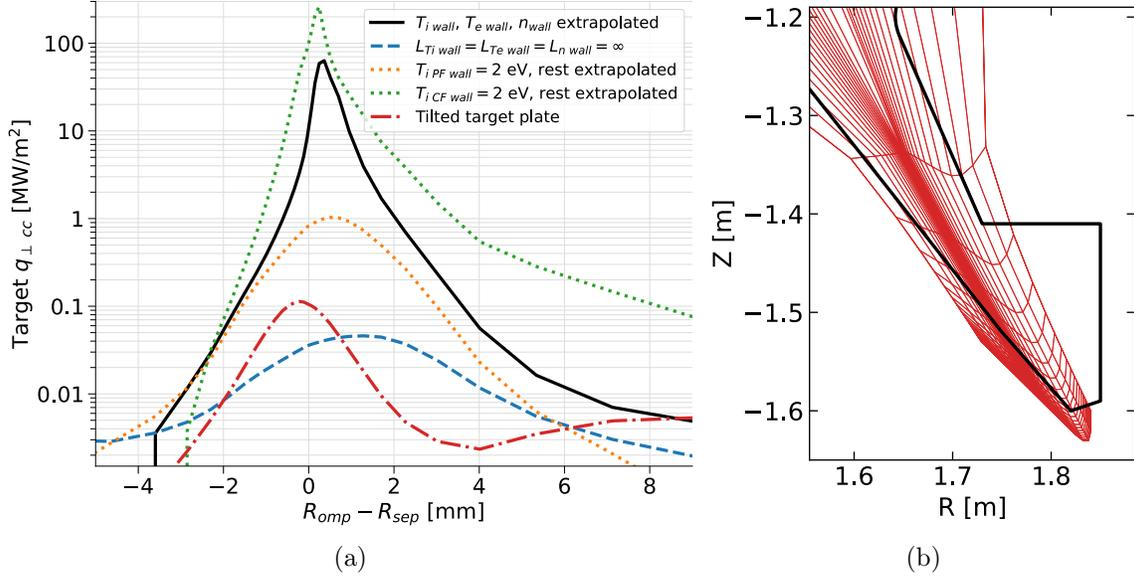 Target q⊥ cc [MW/m²]
100
10
1
0.1
0.01
T_i wall, T_e wall, n_wall extrapolated
L_Ti wall = L_Te wall = L_n wall = ∞
T_i PF wall = 2 eV, rest extrapolated
T_i CF wall = 2 eV, rest extrapolated
Tilted target plate
−4 −2 0 2 4 6 8
R_omp − R_sep [mm]
(a)
Z [m]
−1.2
−1.3
−1.4
−1.5
−1.6
1.6 1.7 1.8
R [m]
(b)